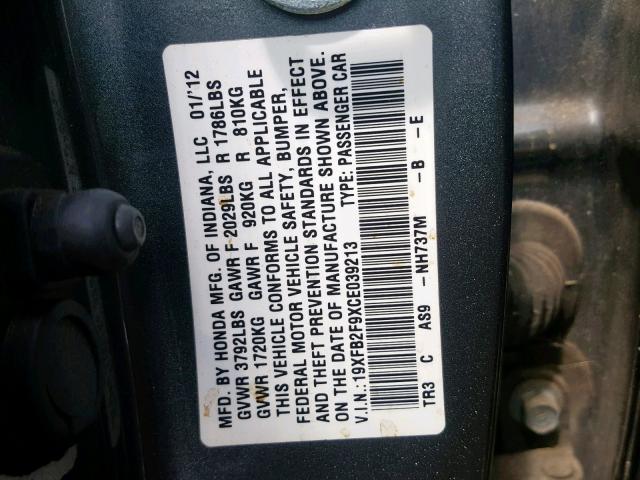 MFD. BY HONDA MFG. OF INDIANA, LLC 01/'12
GVWR 3792LBS GAWR F 2029LBS R 1786LBS
GVWR 1720KG GAWR F 920KG R 810KG
THIS VEHICLE CONFORMS TO ALL APPLICABLE
FEDERAL MOTOR VEHICLE SAFETY, BUMPER,
AND THEFT PREVENTION STANDARDS IN EFFECT
ON THE DATE OF MANUFACTURE SHOWN ABOVE.
V.I.N.:19XFB2F9XCE039213 TYPE: PASSENGER CAR
TR3 C AS9 -NH737M -B -E